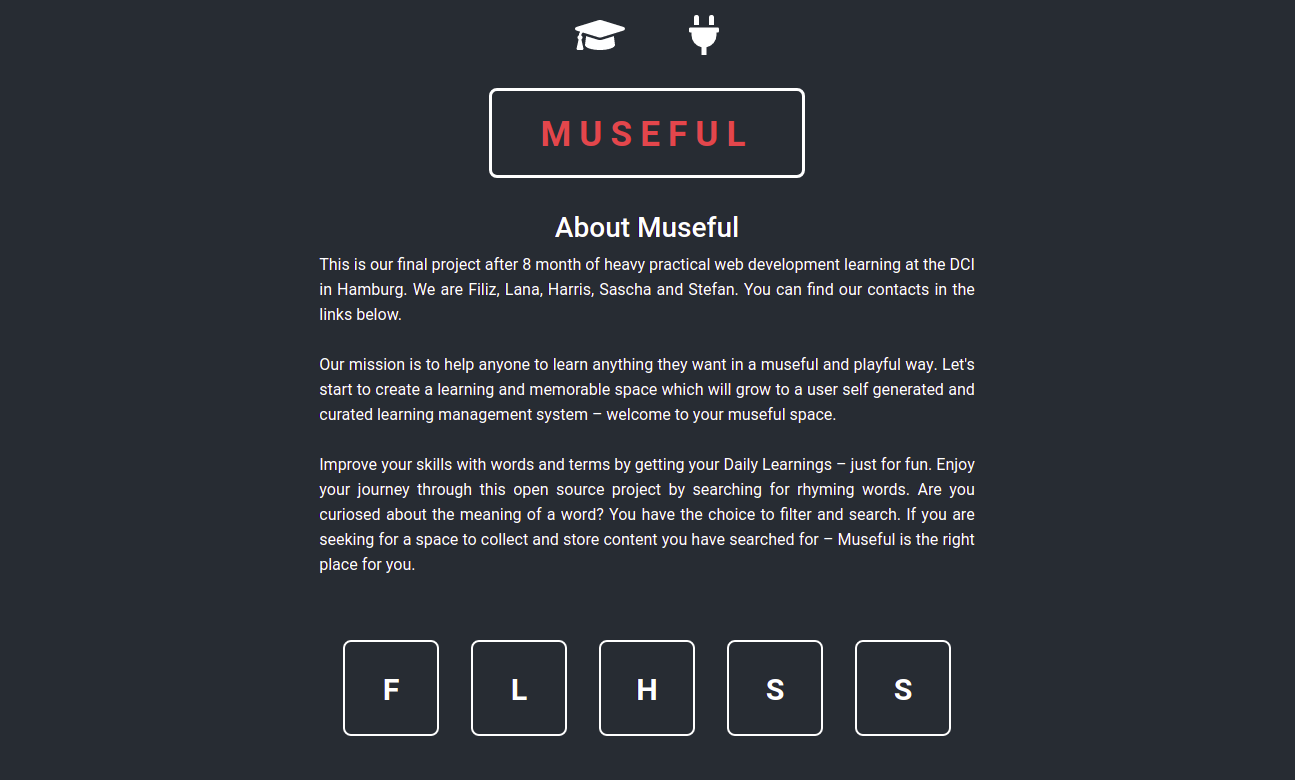 MUSEFUL
About Museful
This is our final project after 8 month of heavy practical web development learning at the DCI
in Hamburg. We are Filiz, Lana, Harris, Sascha and Stefan. You can find our contacts in the
links below.
Our mission is to help anyone to learn anything they want in a museful and playful way. Let's
start to create a learning and memorable space which will grow to a user self generated and
curated learning management system – welcome to your museful space.
Improve your skills with words and terms by getting your Daily Learnings – just for fun. Enjoy
your journey through this open source project by searching for rhyming words. Are you
curiosed about the meaning of a word? You have the choice to filter and search. If you are
seeking for a space to collect and store content you have searched for – Museful is the right
place for you.
F L H S S